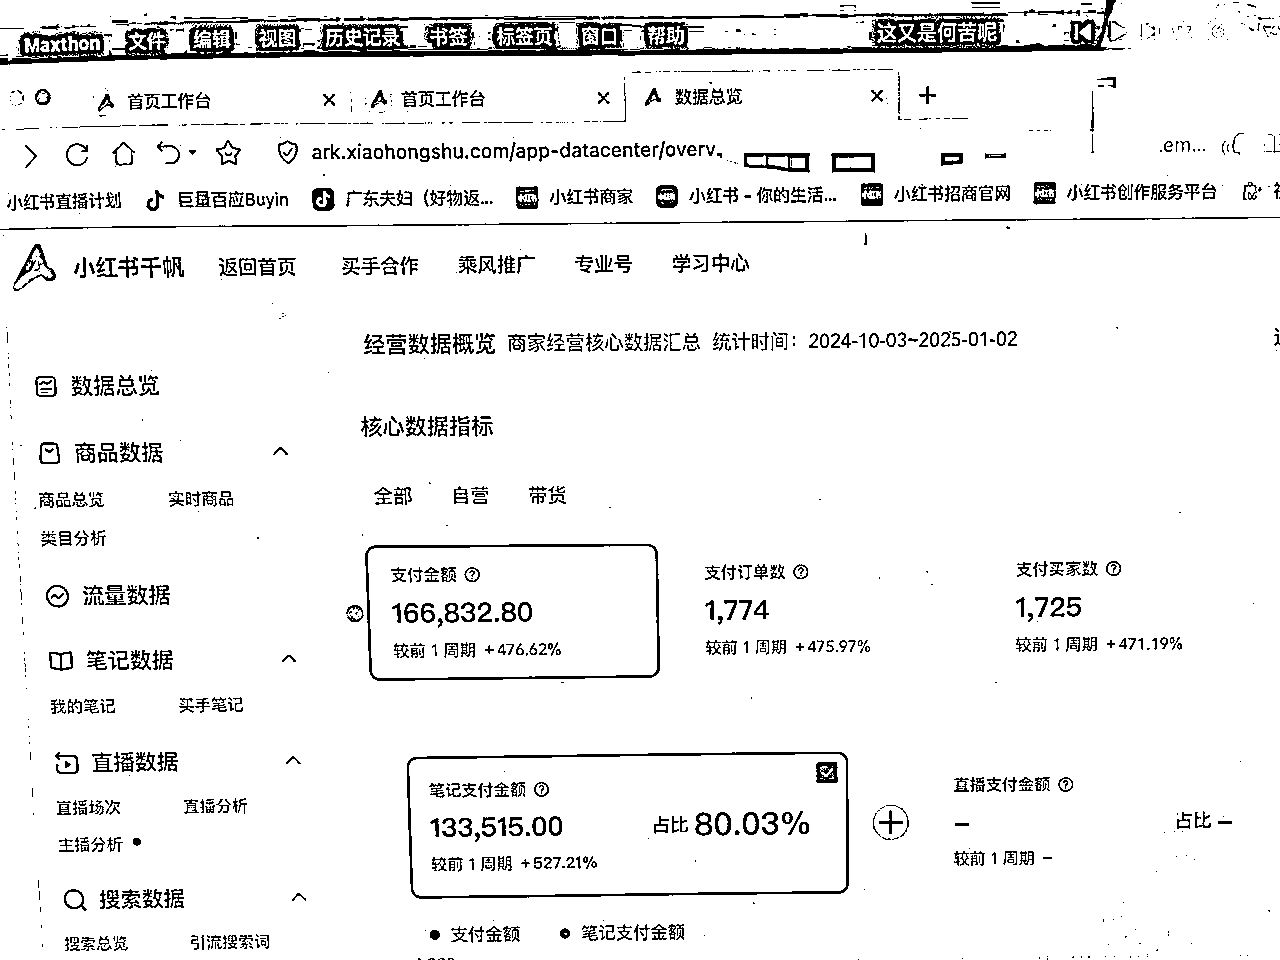 Maxthon 文件 编辑 视图 历史记录 书签 标签页 窗口 帮助 这又是何苦呢
首页工作台 × 首页工作台 × 数据总览 × +
ark.xiaohongshu.com/app-datacenter/overv .em...
小红书直播计划 巨量百应Buyin 广东夫妇（好物返... 小红书商家 小红书 - 你的生活... 小红书招商官网 小红书创作服务平台
小红书千帆 返回首页 买手合作 乘风推广 专业号 学习中心
经营数据概览 商家经营核心数据汇总 统计时间：2024-10-03~2025-01-02
数据总览
核心数据指标
商品数据
商品总览 实时商品
全部 自营 带货
类目分析
支付金额 ? 支付订单数 ? 支付买家数 ?
流量数据
166,832.80 1,774 1,725
较前 1 周期 +476.62% 较前 1 周期 +475.97% 较前 1 周期 +471.19%
笔记数据
我的笔记 买手笔记
直播数据
笔记支付金额 ? 直播支付金额 ?
直播场次 直播分析
133,515.00 占比 80.03% – 占比 –
主播分析
较前 1 周期 +527.21% 较前 1 周期 –
搜索数据
支付金额 笔记支付金额
搜索总览 引流搜索词